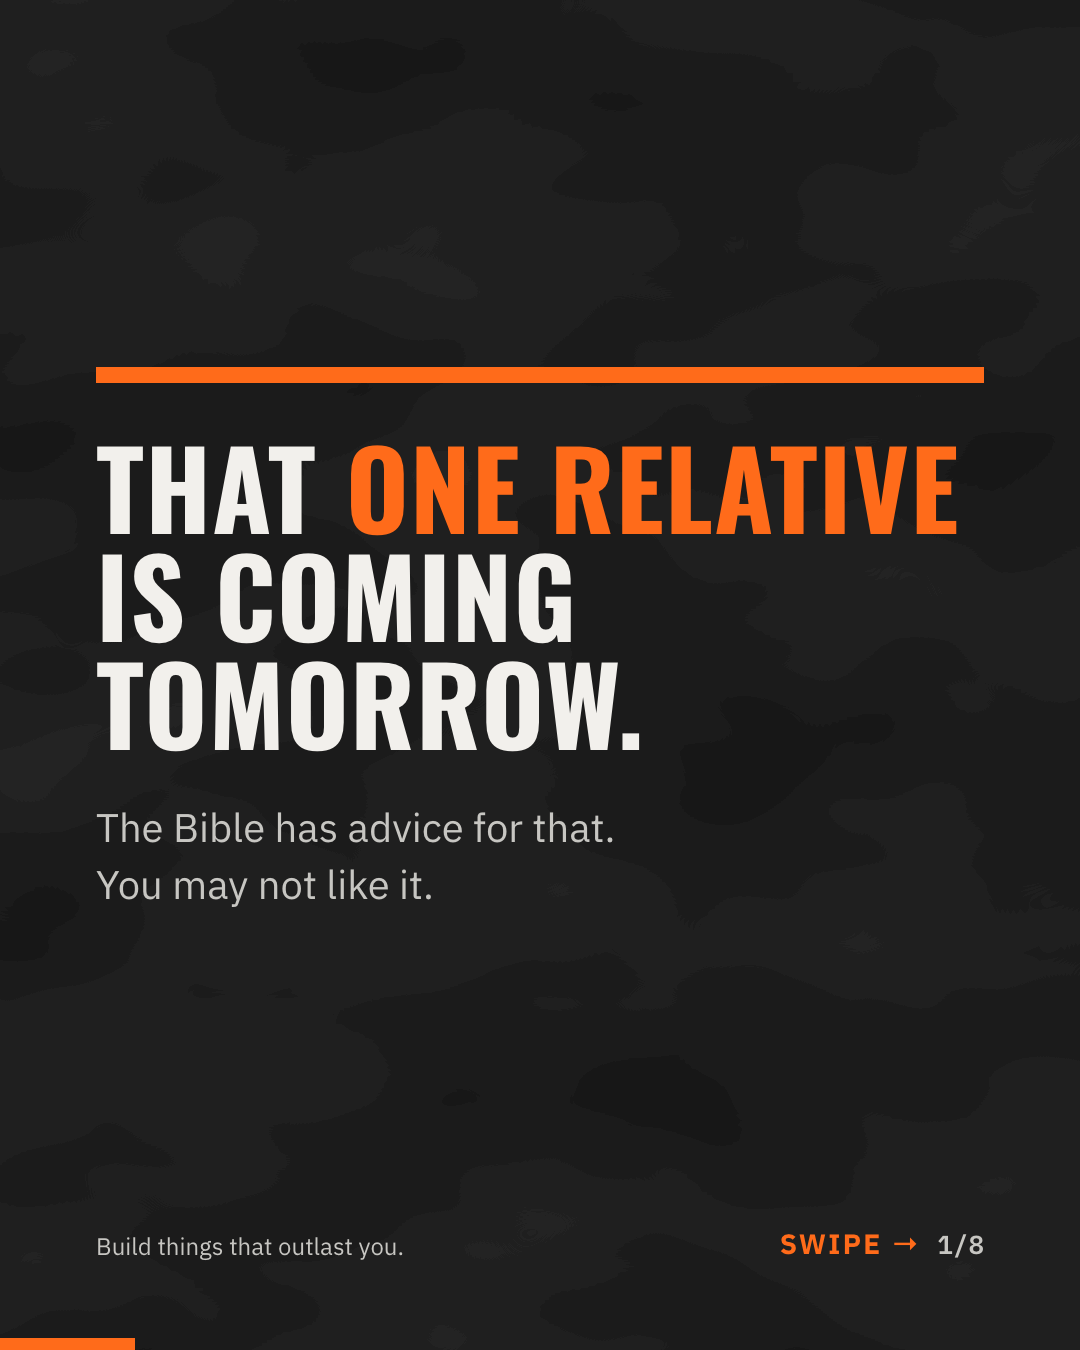 THAT ONE RELATIVE
IS COMING
TOMORROW.
The Bible has advice for that.
You may not like it.
Build things that outlast you.
SWIPE → 1/8